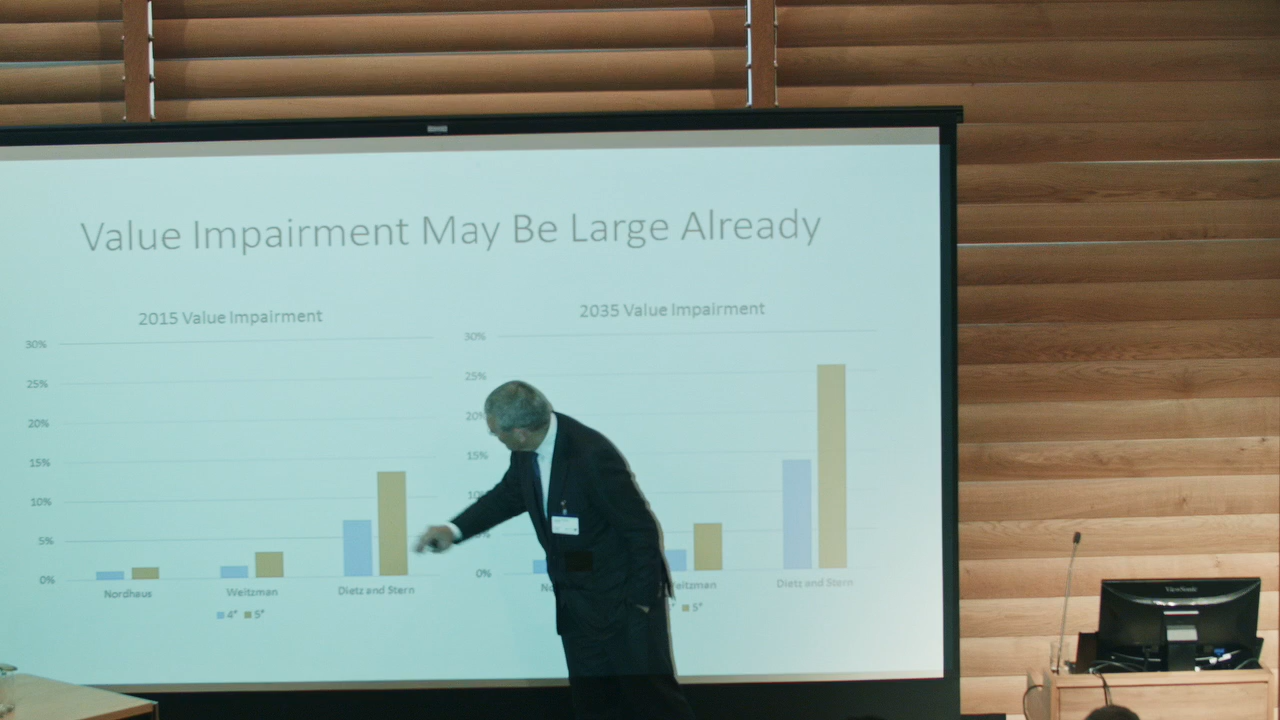 Value Impairment May Be Large Already
2015 Value Impairment
30%
25%
20%
15%
10%
5%
0%
Nordhaus
Weitzman
Dietz and Stern
4°
5°
2035 Value Impairment
30%
25%
15%
0%
Dietz and Stern
5°
ViewSonic